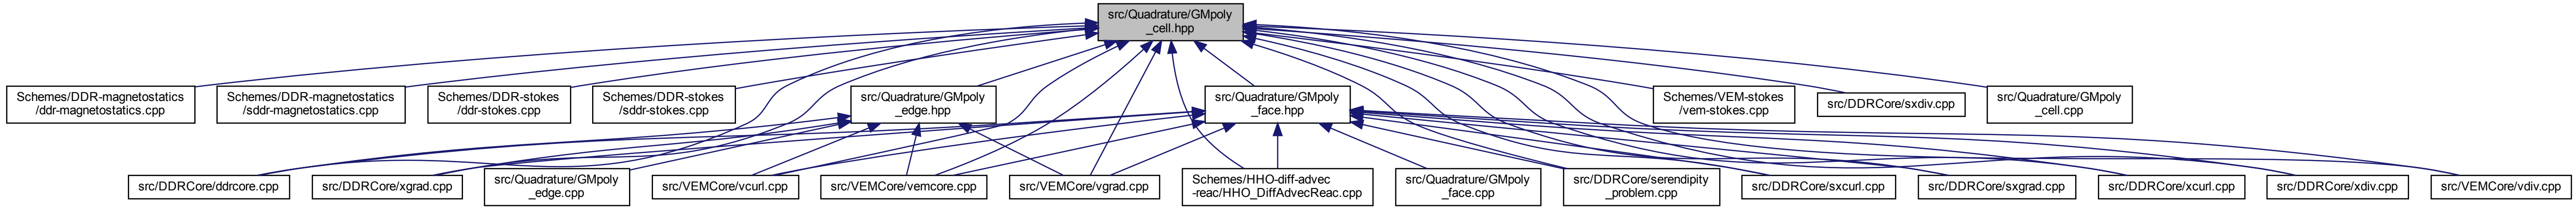 src/Quadrature/GMpoly
_cell.hpp
Schemes/DDR-magnetostatics
/ddr-magnetostatics.cpp
Schemes/DDR-magnetostatics
/sddr-magnetostatics.cpp
Schemes/DDR-stokes
/ddr-stokes.cpp
Schemes/DDR-stokes
/sddr-stokes.cpp
src/Quadrature/GMpoly
_edge.hpp
src/Quadrature/GMpoly
_face.hpp
Schemes/VEM-stokes
/vem-stokes.cpp
src/DDRCore/sxdiv.cpp
src/Quadrature/GMpoly
_cell.cpp
src/DDRCore/ddrcore.cpp
src/DDRCore/xgrad.cpp
src/Quadrature/GMpoly
_edge.cpp
src/VEMCore/vcurl.cpp
src/VEMCore/vemcore.cpp
src/VEMCore/vgrad.cpp
Schemes/HHO-diff-advec
-reac/HHO_DiffAdvecReac.cpp
src/Quadrature/GMpoly
_face.cpp
src/DDRCore/serendipity
_problem.cpp
src/DDRCore/sxcurl.cpp
src/DDRCore/sxgrad.cpp
src/DDRCore/xcurl.cpp
src/DDRCore/xdiv.cpp
src/VEMCore/vdiv.cpp